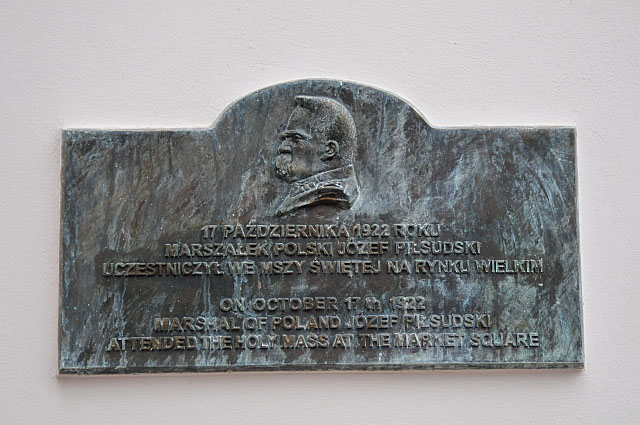 17 PAŹDZIERNIKA 1922 ROKU
MARSZAŁEK POLSKI JÓZEF PIŁSUDSKI
UCZESTNICZYŁ WE MSZY ŚWIĘTEJ NA RYNKU WIELKIM
ON OCTOBER 17th, 1922
MARSHAL OF POLAND JÓZEF PIŁSUDSKI
ATTENDED THE HOLY MASS AT THE MARKET SQUARE